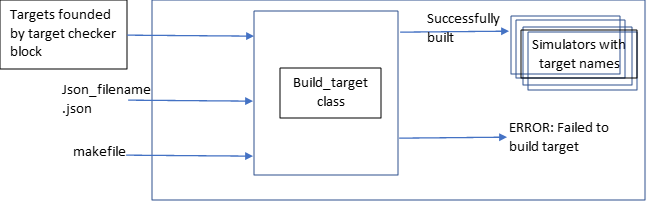 Targets founded
by target checker
block
Json_filename
.json
makefile
Build_target
class
Successfully
built
Simulators with
target names
ERROR: Failed to
build target